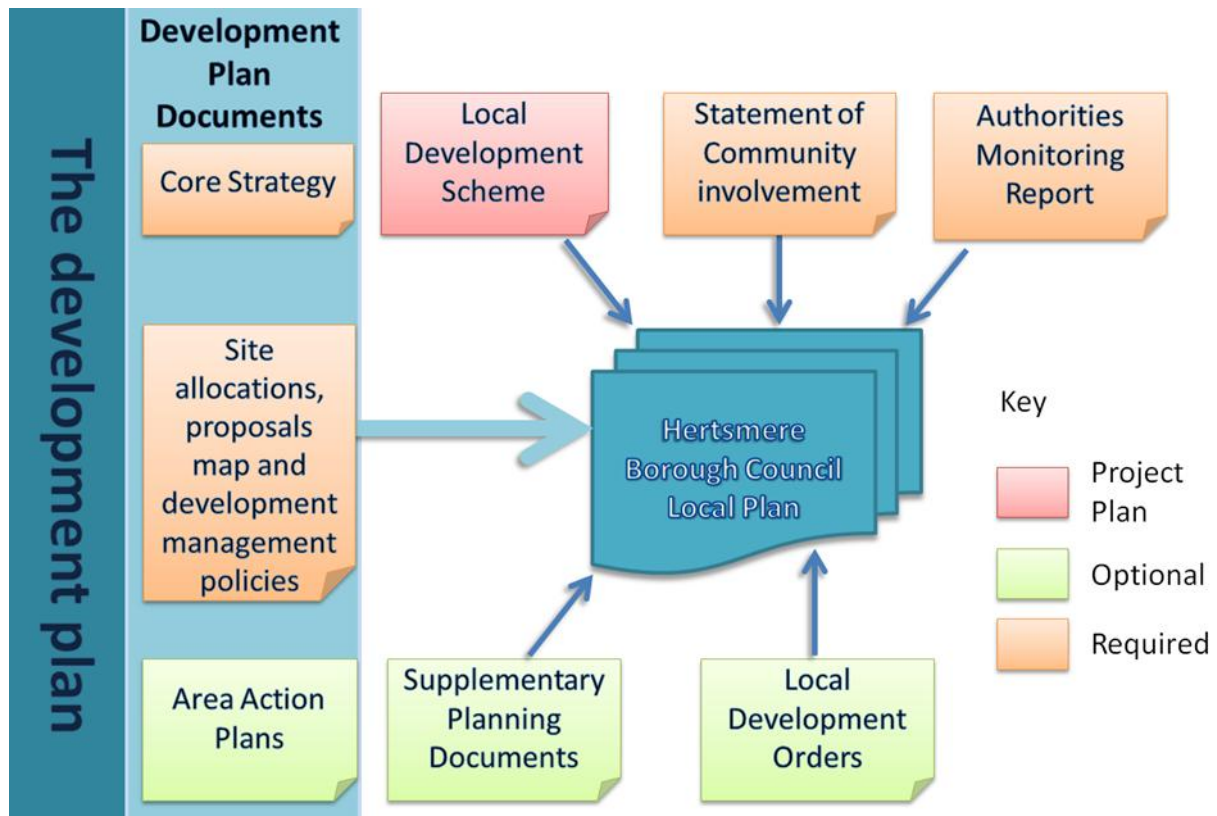 The development plan
Development
Plan
Documents
Core Strategy
Site
allocations,
proposals
map and
development
management
policies
Area Action
Plans
Local
Development
Scheme
Statement of
Community
involvement
Authorities
Monitoring
Report
Hertsmere
Borough Council
Local Plan
Supplementary
Planning
Documents
Local
Development
Orders
Key
Project
Plan
Optional
Required